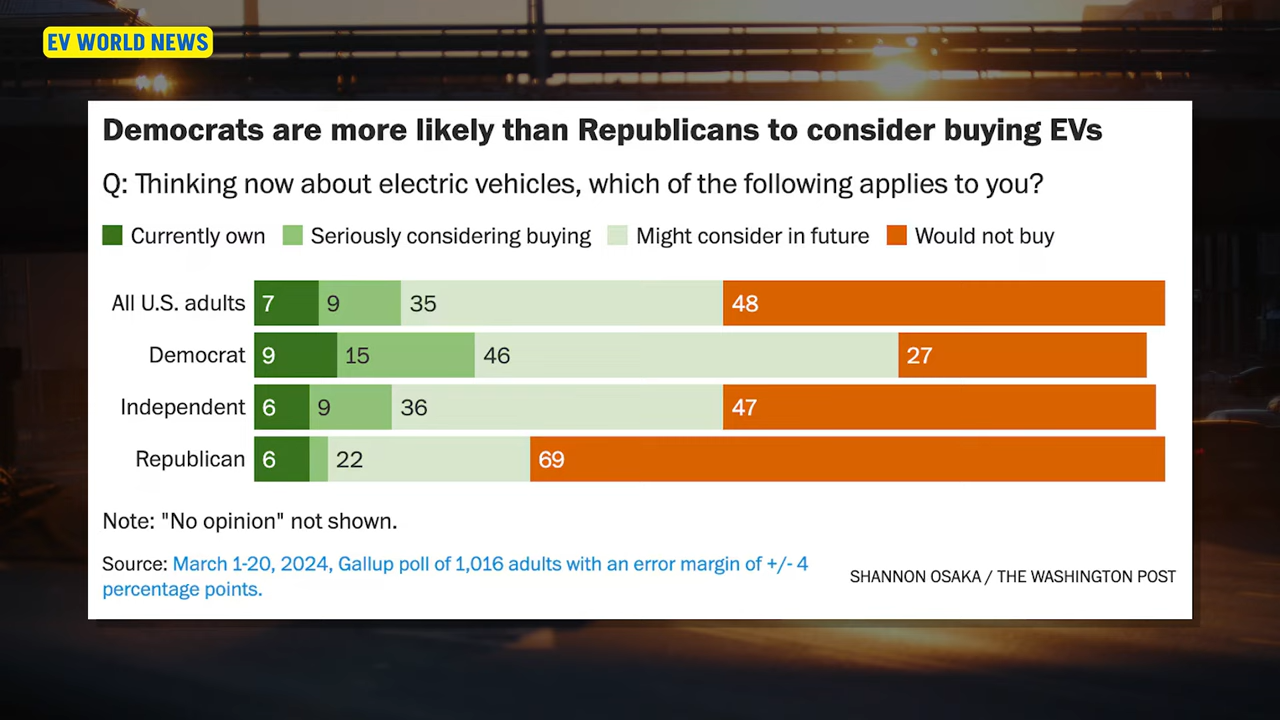 EV WORLD NEWS
Democrats are more likely than Republicans to consider buying EVs
Q: Thinking now about electric vehicles, which of the following applies to you?
Currently own Seriously considering buying Might consider in future Would not buy
All U.S. adults 7 9 35 48
Democrat 9 15 46 27
Independent 6 9 36 47
Republican 6 22 69
Note: "No opinion" not shown.
Source: March 1-20, 2024, Gallup poll of 1,016 adults with an error margin of +/- 4
percentage points.
SHANNON OSAKA / THE WASHINGTON POST